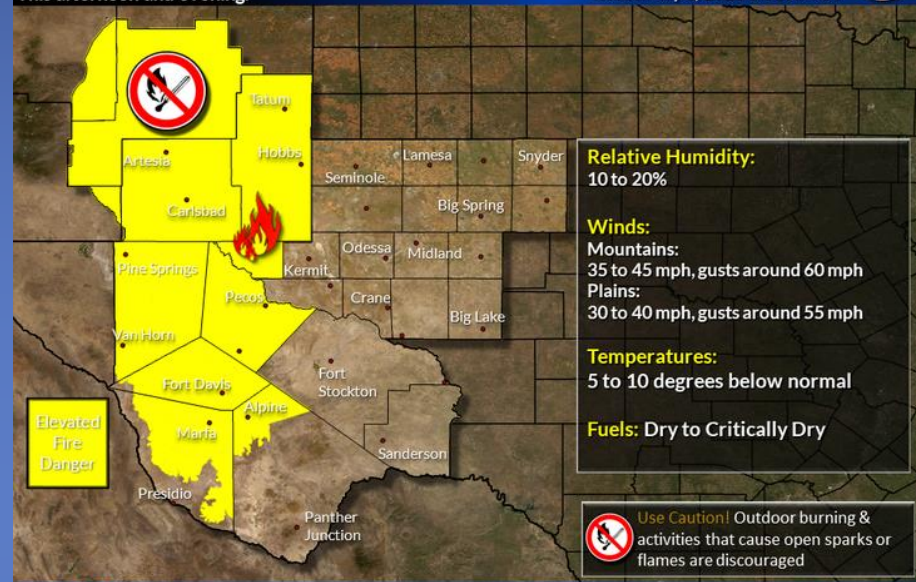 Tatum
Artesia
Hobbs
Lamesa
Snyder
Seminole
Carlsbad
Big Spring
Odessa
Midland
Pine Springs
Kermit
Pecos
Crane
Big Lake
Van Horn
Fort Davis
Fort
Stockton
Alpine
Marfa
Sanderson
Presidio
Panther
Junction
Elevated
Fire
Danger
Relative Humidity:
10 to 20%
Winds:
Mountains:
35 to 45 mph, gusts around 60 mph
Plains:
30 to 40 mph, gusts around 55 mph
Temperatures:
5 to 10 degrees below normal
Fuels: Dry to Critically Dry
Use Caution! Outdoor burning &
activities that cause open sparks or
flames are discouraged